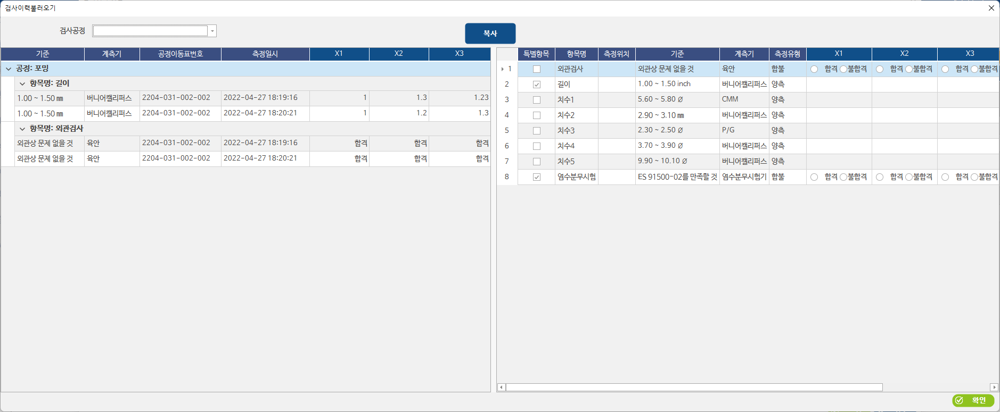 검사이력불러오기
검사공정
복사
기준 계측기 공정이동표번호 측정일시 X1 X2 X3
공정: 포밍
항목명: 길이
1.00 ~ 1.50 ㎜ 버니어캘리퍼스 2204-031-002-002 2022-04-27 18:19:16 1 1.3 1.23
1.00 ~ 1.50 ㎜ 버니어캘리퍼스 2204-031-002-002 2022-04-27 18:20:21 1 1.2 1.3
항목명: 외관검사
외관상 문제 없을 것 육안 2204-031-002-002 2022-04-27 18:19:16 합격 합격 합격
외관상 문제 없을 것 육안 2204-031-002-002 2022-04-27 18:20:21 합격 합격 합격
특별항목 항목명 측정위치 기준 계측기 측정유형 X1 X2 X3
1 외관검사 외관상 문제 없을 것 육안 합불 합격 불합격 합격 불합격 합격 불합격
2 길이 1.00 ~ 1.50 inch 버니어캘리퍼스 양측
3 치수1 5.60 ~ 5.80 Ø CMM 양측
4 치수2 2.90 ~ 3.10 ㎜ 버니어캘리퍼스 양측
5 치수3 2.30 ~ 2.50 Ø P/G 양측
6 치수4 3.70 ~ 3.90 Ø 버니어캘리퍼스 양측
7 치수5 9.90 ~ 10.10 Ø 버니어캘리퍼스 양측
8 염수분무시험 ES 91500-02를 만족할 것 염수분무시험기 합불 합격 불합격 합격 불합격 합격 불합격
확인